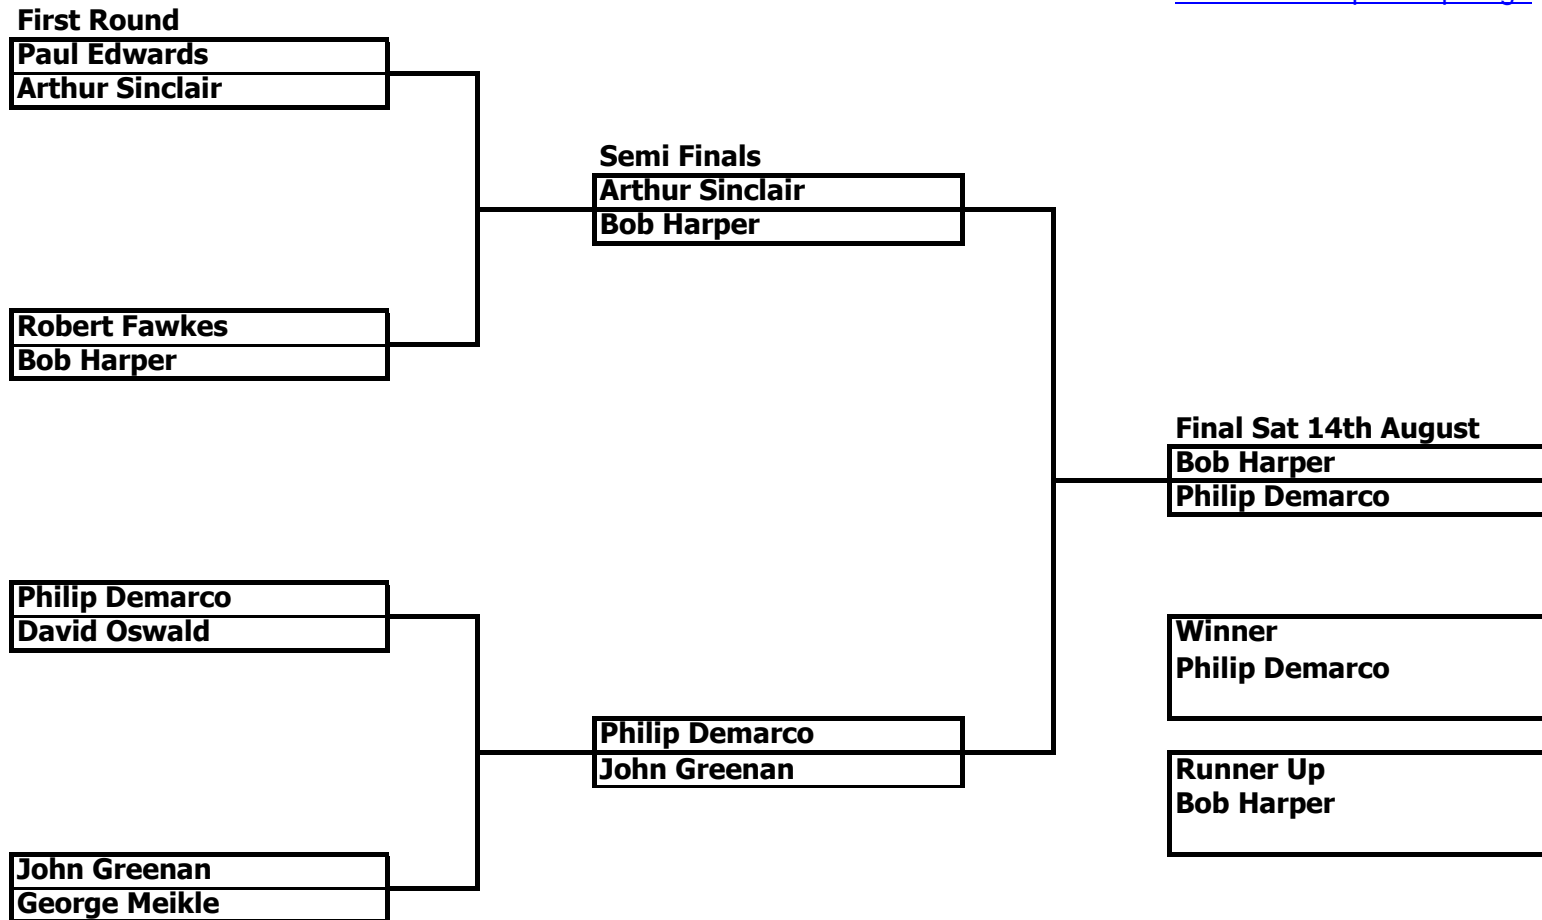 First Round
Paul Edwards
Arthur Sinclair
Semi Finals
Arthur Sinclair
Bob Harper
Robert Fawkes
Bob Harper
Final Sat 14th August
Bob Harper
Philip Demarco
Philip Demarco
David Oswald
Winner
Philip Demarco
Philip Demarco
John Greenan
Runner Up
Bob Harper
John Greenan
George Meikle